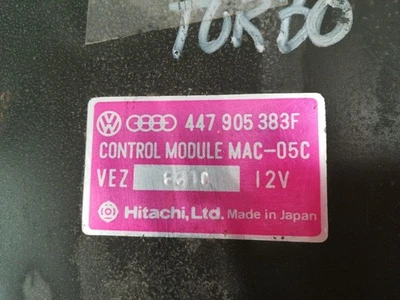 TURBO
447 905 383F
CONTROL MODULE MAC-05C
VEZ 12V
Hitachi, Ltd. Made in Japan